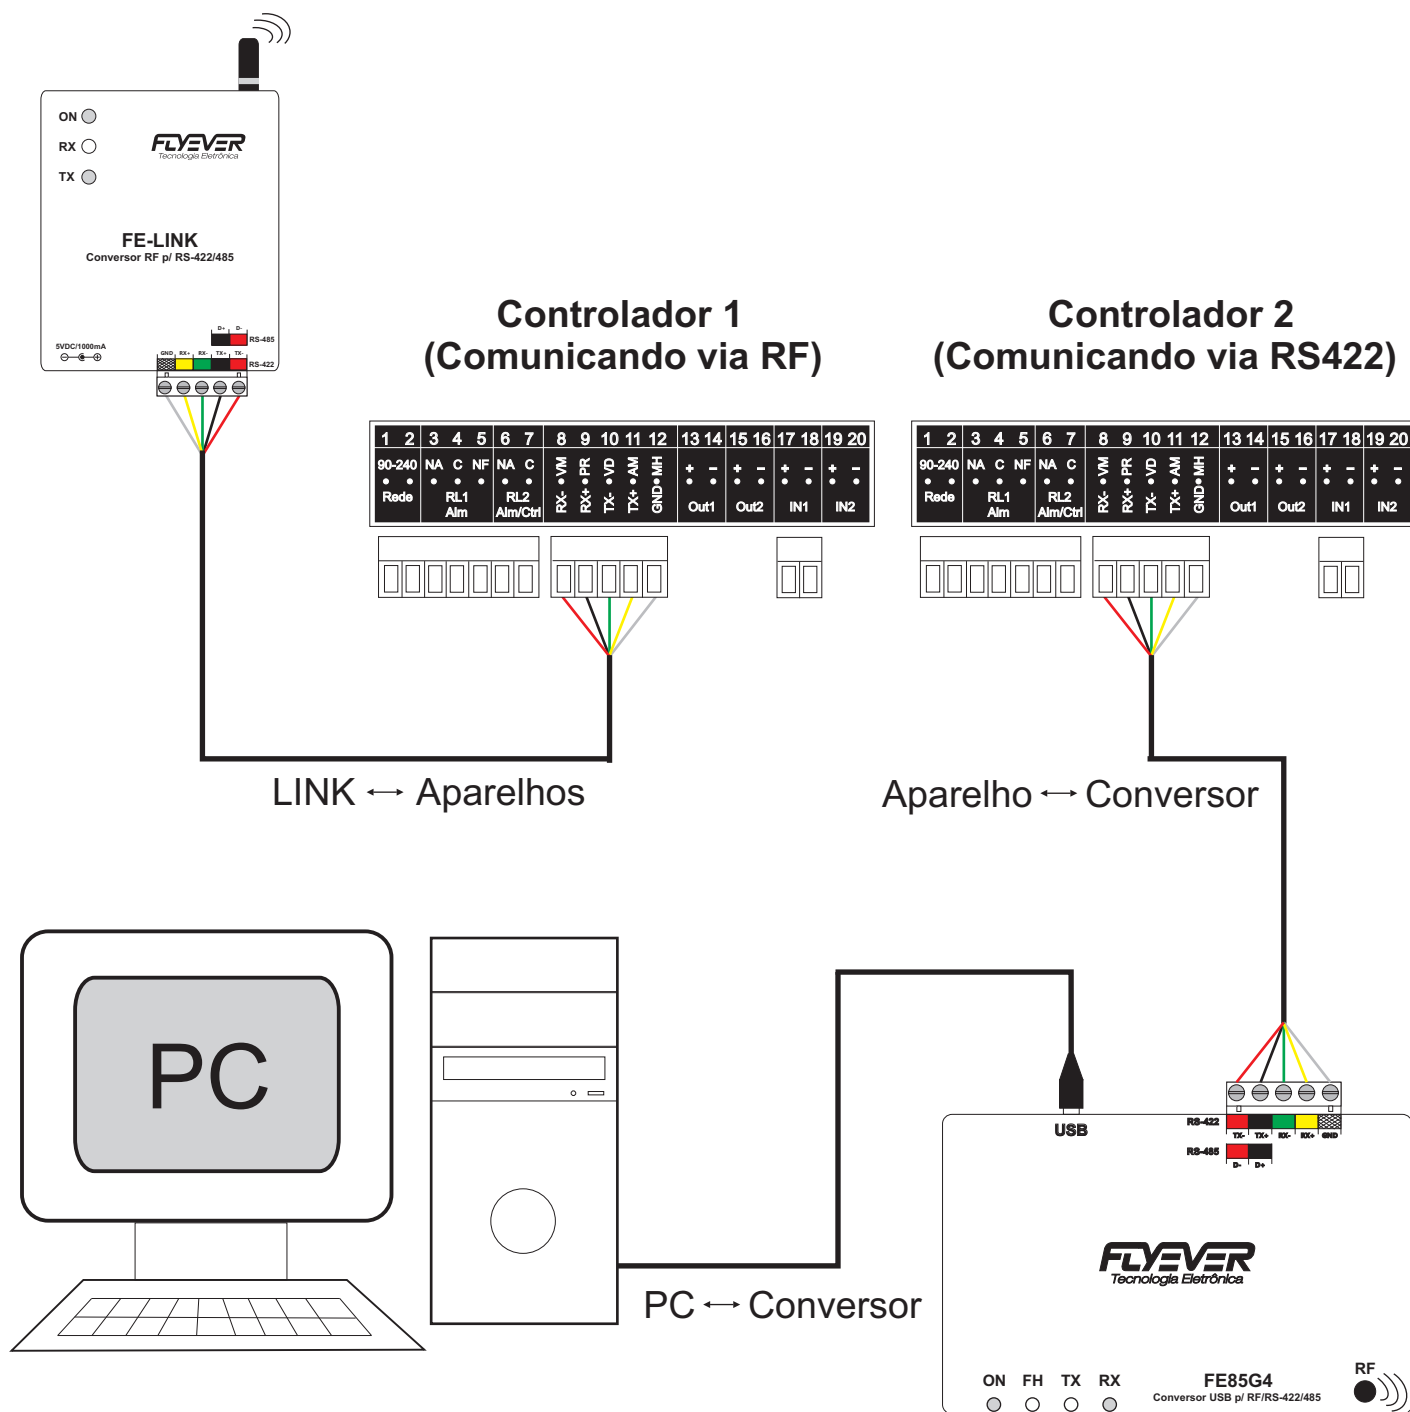 ON
RX
TX
FLYEVER
Tecnologia Eletrônica
FE-LINK
Conversor RF p/ RS-422/485
D+ D-
RS-485
5VDC/1000mA
GND RX+ RX- TX+ TX-
RS-422
Controlador 1
(Comunicando via RF)
1 2 3 4 5 6 7 8 9 10 11 12 13 14 15 16 17 18 19 20
90-240 NA C NF NA C + - + - + - + -
RX- • VM
RX+ • PR
TX- • VD
TX+ • AM
GND • MH
Rede RL1 RL2 Out1 Out2 IN1 IN2
Alm Alm/Ctrl
Controlador 2
(Comunicando via RS422)
1 2 3 4 5 6 7 8 9 10 11 12 13 14 15 16 17 18 19 20
90-240 NA C NF NA C + - + - + - + -
RX- • VM
RX+ • PR
TX- • VD
TX+ • AM
GND • MH
Rede RL1 RL2 Out1 Out2 IN1 IN2
Alm Alm/Ctrl
LINK ↔ Aparelhos
Aparelho ↔ Conversor
PC
PC ↔ Conversor
USB
RS-422
TX- TX+ RX- RX+ GND
RS-485
D- D+
FLYEVER
Tecnologia Eletrônica
ON FH TX RX
FE85G4
Conversor USB p/ RF/RS-422/485
RF